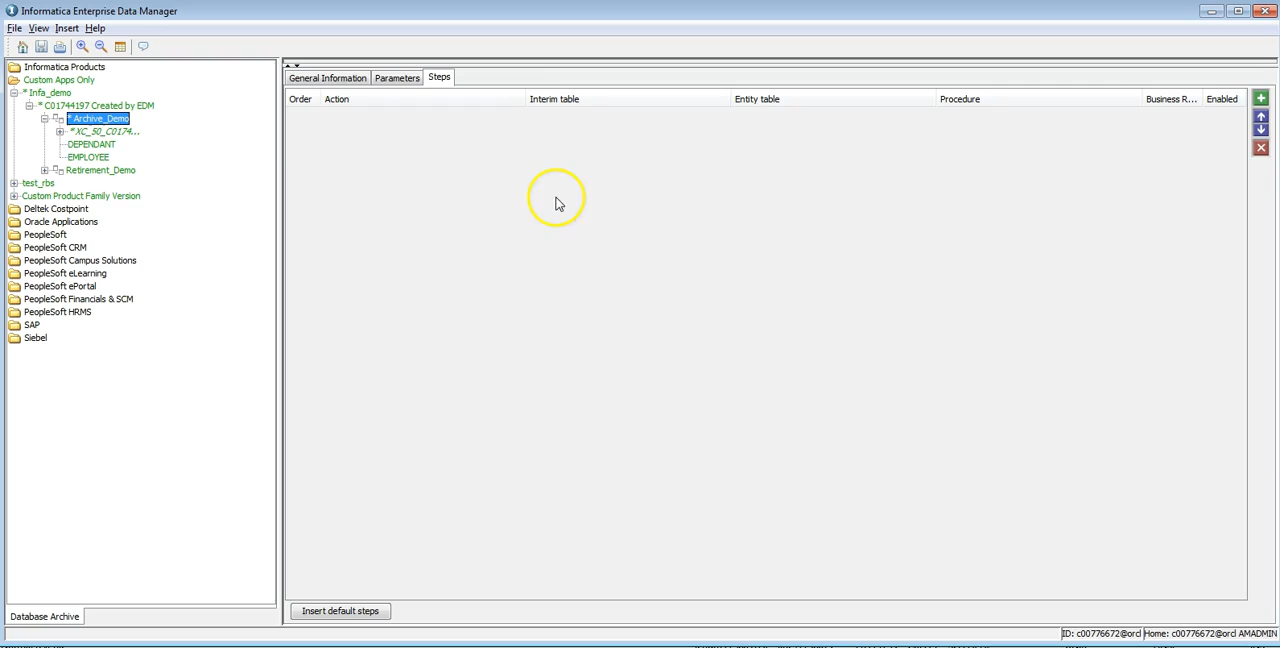 Informatica Enterprise Data Manager
File View Insert Help
Informatica Products
Custom Apps Only
* Infa_demo
* C01744197 Created by EDM
* Archive_Demo
* XC_50_C0174...
DEPENDANT
EMPLOYEE
Retirement_Demo
test_rbs
Custom Product Family Version
Deltek Costpoint
Oracle Applications
PeopleSoft
PeopleSoft CRM
PeopleSoft Campus Solutions
PeopleSoft eLearning
PeopleSoft ePortal
PeopleSoft Financials & SCM
PeopleSoft HRMS
SAP
Siebel
Database Archive
General Information Parameters Steps
Order Action Interim table Entity table Procedure Business R... Enabled
Insert default steps
ID: c00776672@orcl Home: c00776672@orcl AMADMIN